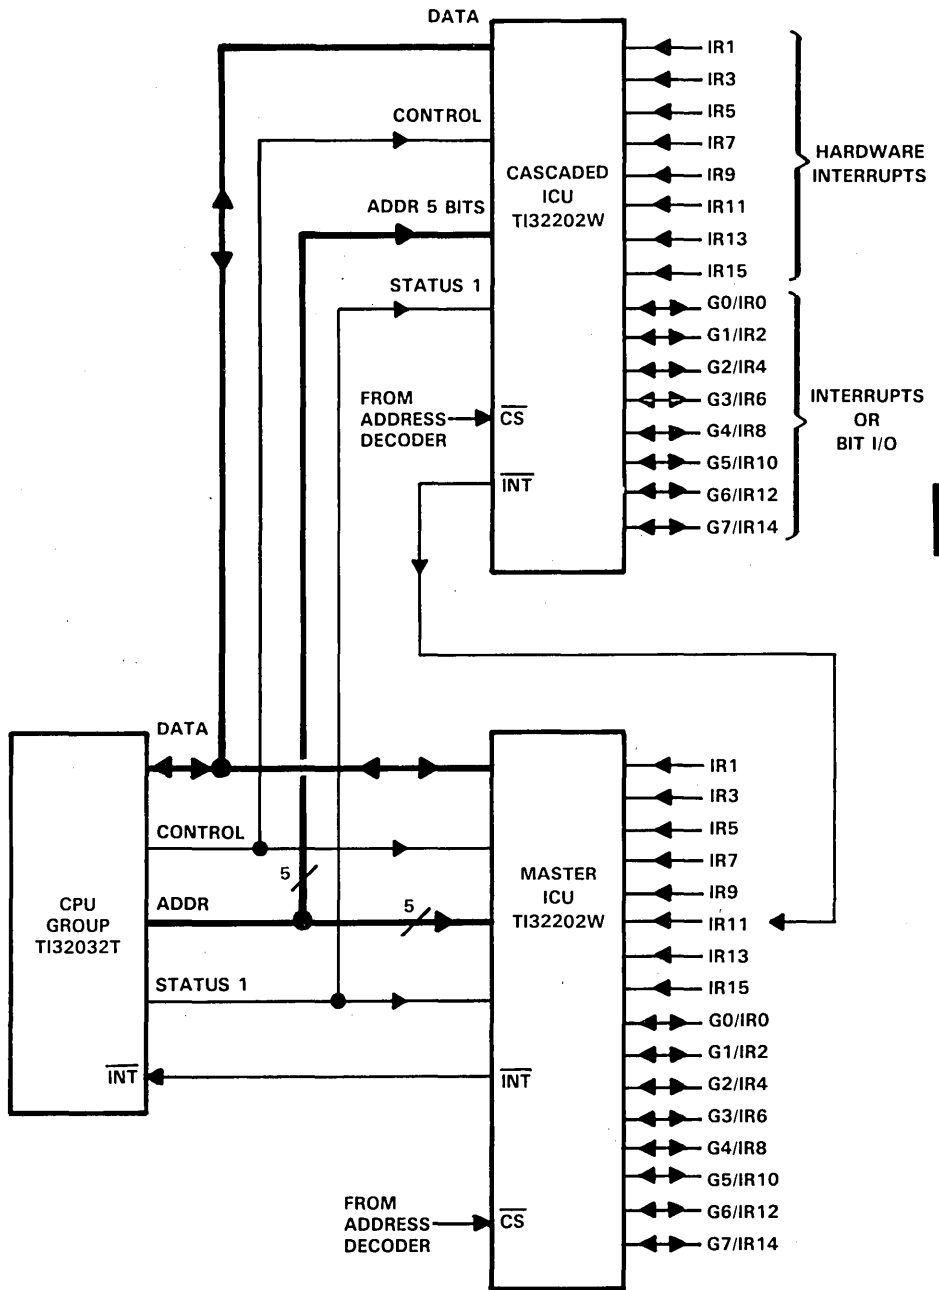 DATA
CONTROL
ADDR 5 BITS
STATUS 1
FROM
ADDRESS
DECODER
CS
INT
CASCADED
ICU
TI32202W
IR1
IR3
IR5
IR7
IR9
IR11
IR13
IR15
G0/IR0
G1/IR2
G2/IR4
G3/IR6
G4/IR8
G5/IR10
G6/IR12
G7/IR14
HARDWARE
INTERRUPTS
INTERRUPTS
OR
BIT I/O
CPU
GROUP
TI32032T
DATA
CONTROL
5
ADDR
5
STATUS 1
INT
MASTER
ICU
TI32202W
INT
FROM
ADDRESS
DECODER
CS
IR1
IR3
IR5
IR7
IR9
IR11
IR13
IR15
G0/IR0
G1/IR2
G2/IR4
G3/IR6
G4/IR8
G5/IR10
G6/IR12
G7/IR14